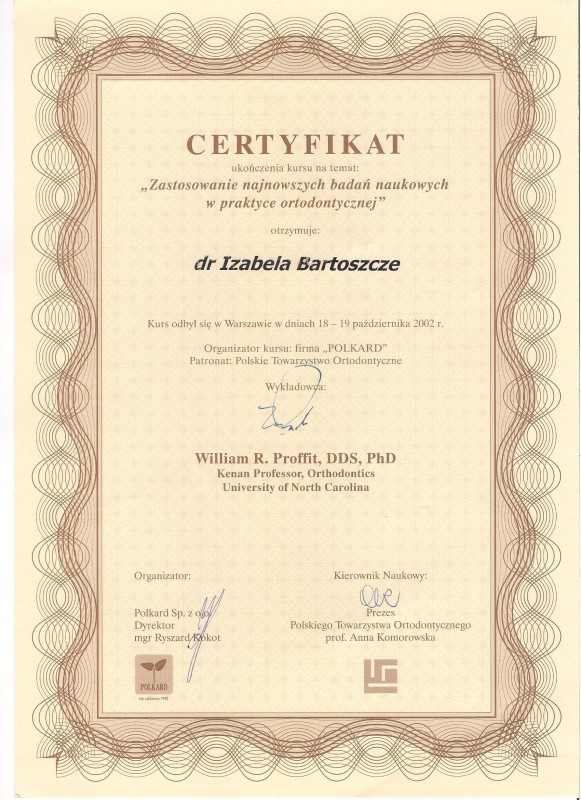 CERTYFIKAT
ukończenia kursu na temat:
„Zastosowanie najnowszych badań naukowych
w praktyce ortodontycznej”
otrzymuje:
dr Izabela Bartoszcze
Kurs odbył się w Warszawie w dniach 18 – 19 października 2002 r.
Organizator kursu: firma „POLKARD”
Patronat: Polskie Towarzystwo Ortodontyczne
Wykładowca:
William R. Proffit, DDS, PhD
Kenan Professor, Orthodontics
University of North Carolina
Organizator:
Polkard Sp. z o.o.
Dyrektor
mgr Ryszard Kokot
POLKARD
rok założenia 1990
Kierownik Naukowy:
Prezes
Polskiego Towarzystwa Ortodontycznego
prof. Anna Komorowska